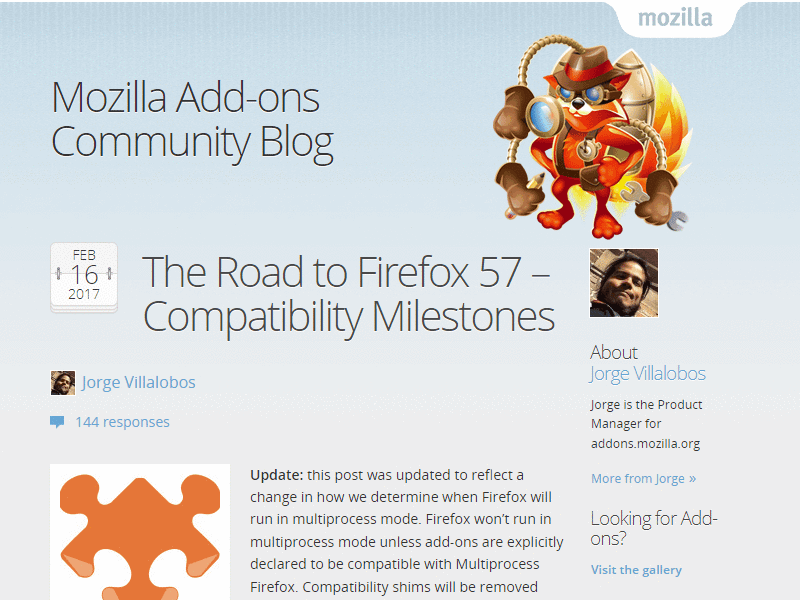 mozilla
Mozilla Add-ons
Community Blog
FEB
16
2017
The Road to Firefox 57 –
Compatibility Milestones
Jorge Villalobos
144 responses
Update: this post was updated to reflect a
change in how we determine when Firefox will
run in multiprocess mode. Firefox won’t run in
multiprocess mode unless add-ons are explicitly
declared to be compatible with Multiprocess
Firefox. Compatibility shims will be removed
About
Jorge Villalobos
Jorge is the Product
Manager for
addons.mozilla.org
More from Jorge »
Looking for Add-
ons?
Visit the gallery